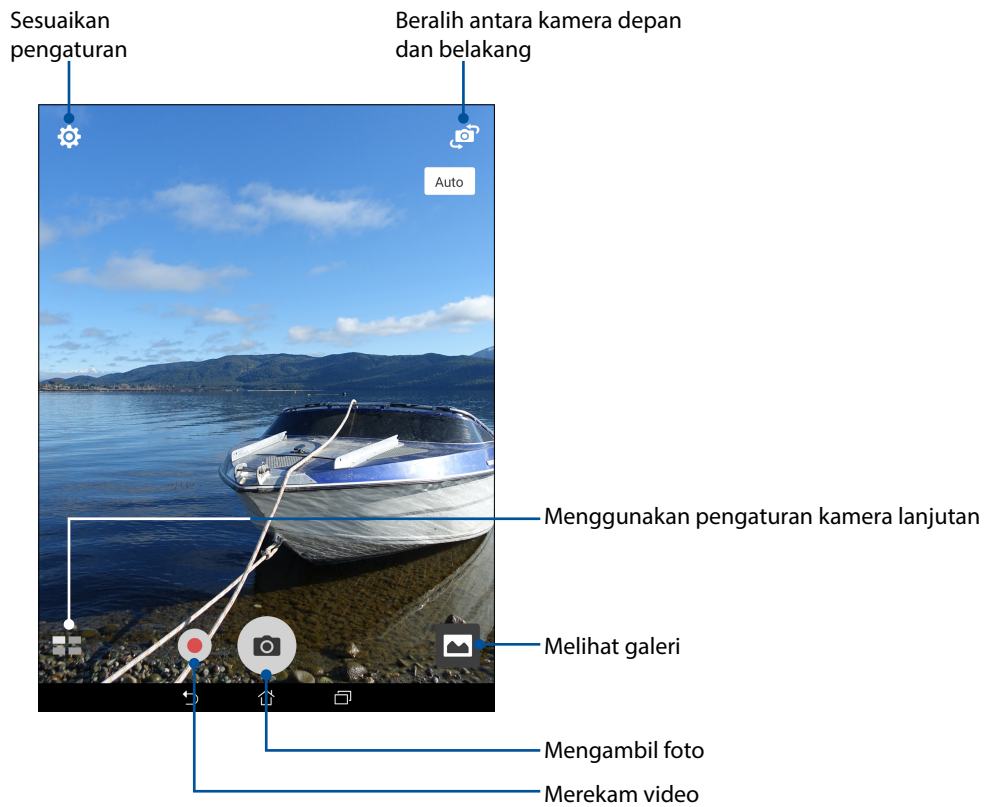 Sesuaikan
pengaturan
Beralih antara kamera depan
dan belakang
Auto
Menggunakan pengaturan kamera lanjutan
Melihat galeri
Mengambil foto
Merekam video